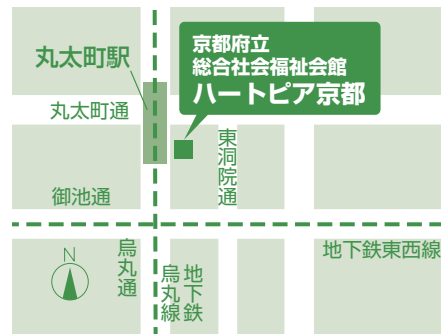 京都府立
総合社会福祉会館
ハートピア京都
丸太町駅
丸太町通
東洞院通
御池通
地下鉄東西線
烏丸通
地下鉄
烏丸線
N